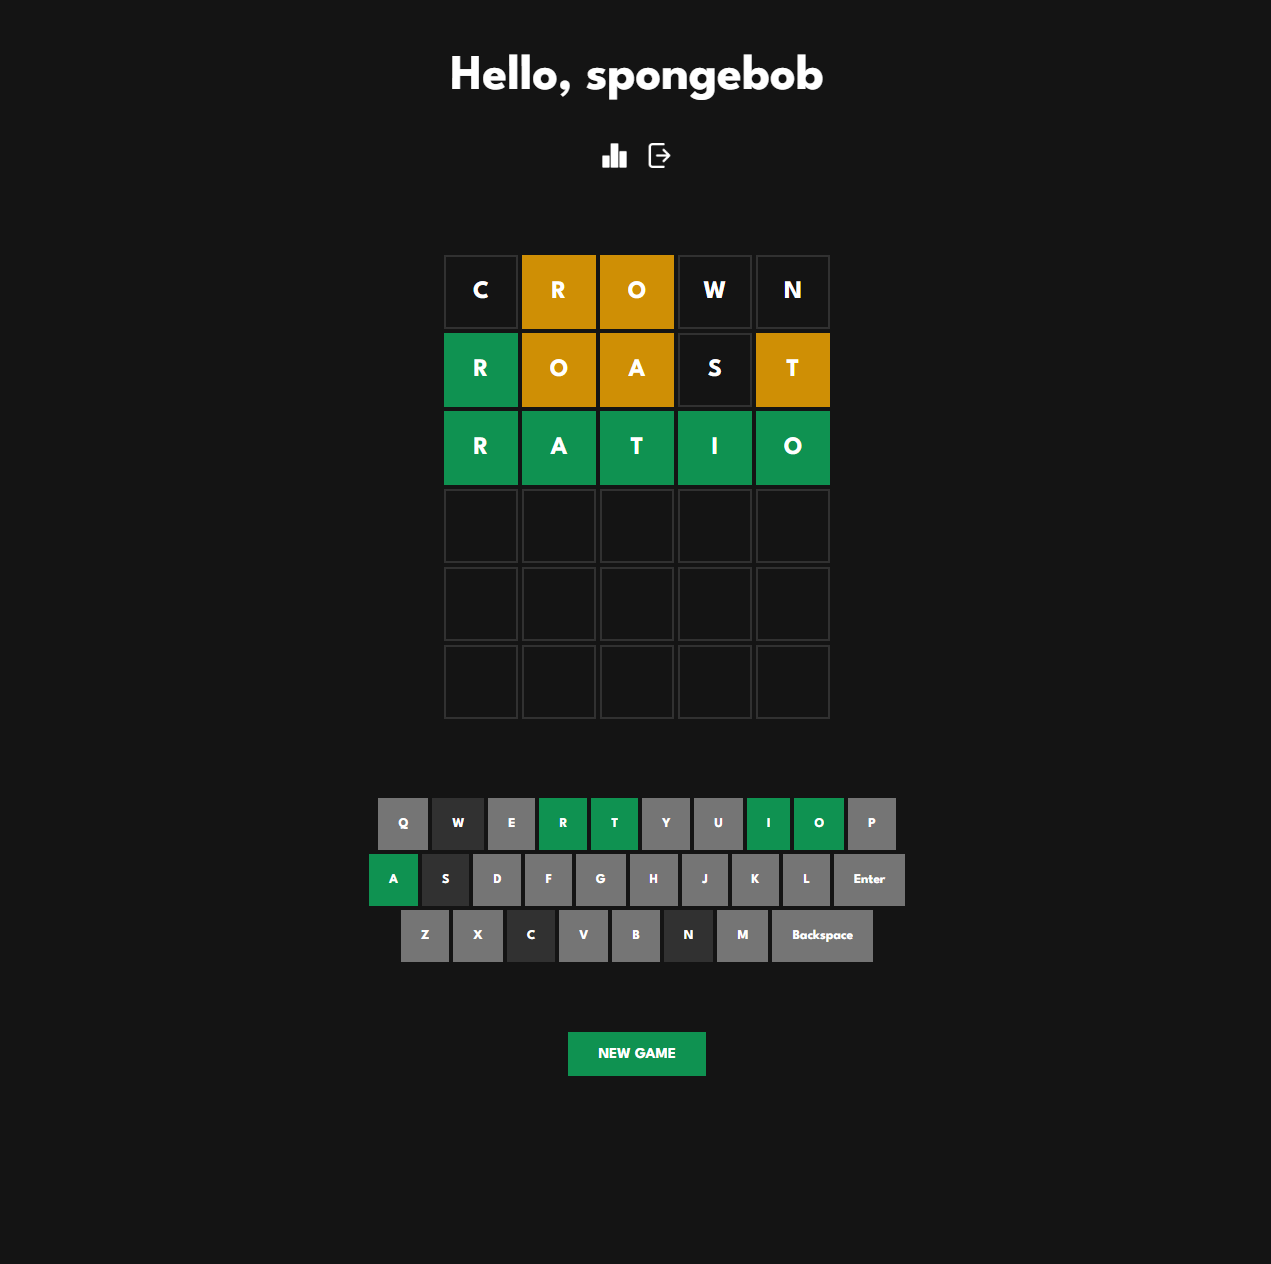 Hello, spongebob
C R O W N
R O A S T
R A T I O
Q W E R T Y U I O P
A S D F G H J K L Enter
Z X C V B N M Backspace
NEW GAME